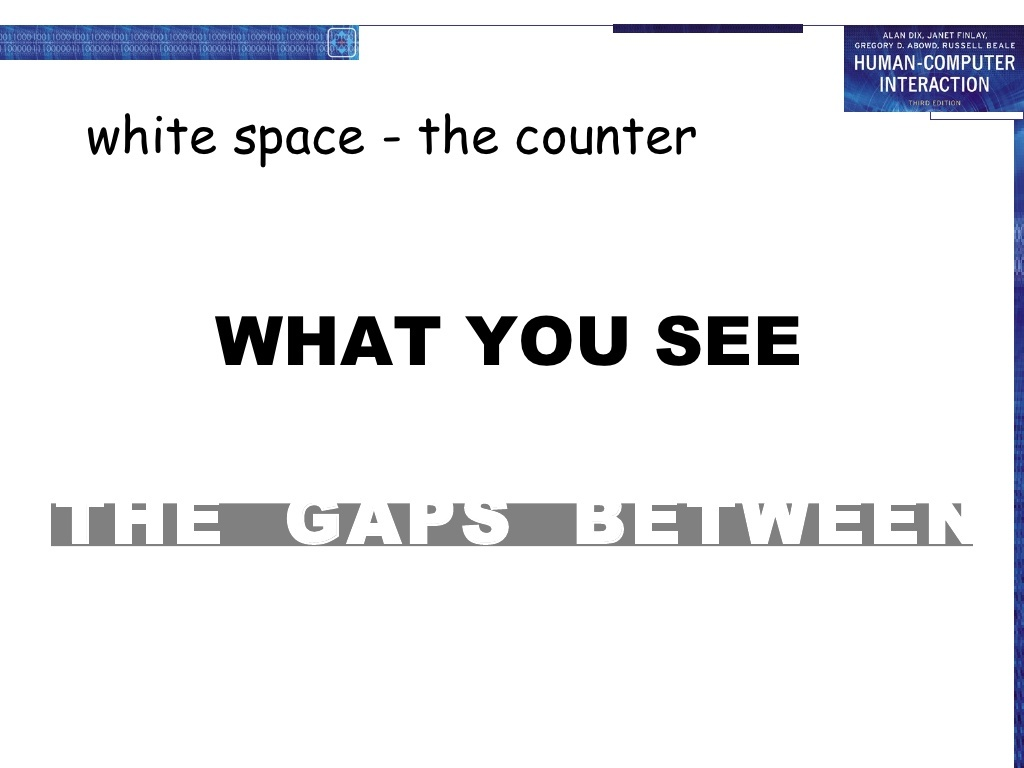 ALAN DIX, JANET FINLAY,
GREGORY D. ABOWD, RUSSELL BEALE
HUMAN-COMPUTER
INTERACTION
THIRD EDITION
white space - the counter
WHAT YOU SEE
THE GAPS BETWEEN